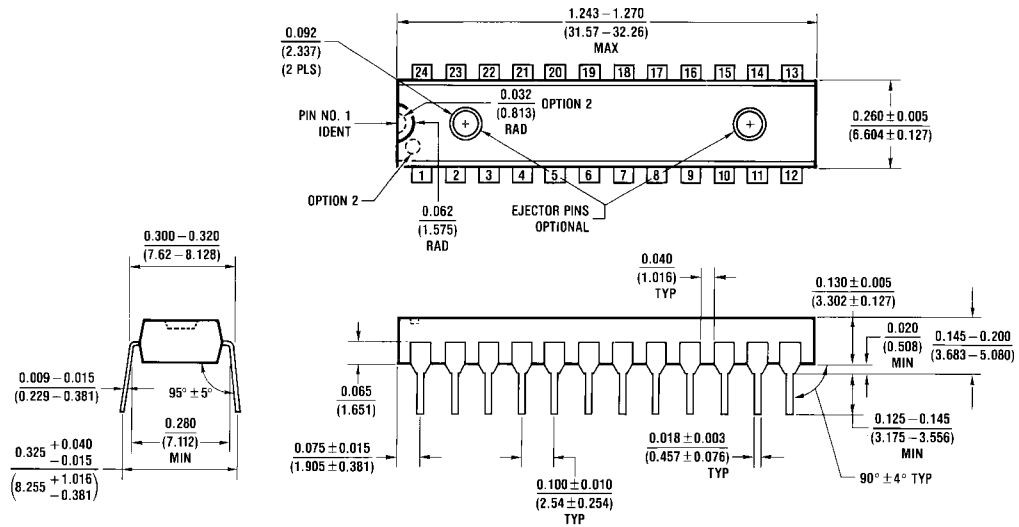 1.243 – 1.270
(31.57 – 32.26)
MAX
0.092
(2.337)
(2 PLS)
24 23 22 21 20 19 18 17 16 15 14 13
0.032
(0.813)
RAD
OPTION 2
PIN NO. 1
IDENT
0.260 ± 0.005
(6.604 ± 0.127)
1 2 3 4 5 6 7 8 9 10 11 12
OPTION 2
0.062
(1.575)
RAD
EJECTOR PINS
OPTIONAL
0.300 – 0.320
(7.62 – 8.128)
0.040
(1.016)
TYP
0.130 ± 0.005
(3.302 ± 0.127)
0.020
(0.508)
MIN
0.145 – 0.200
(3.683 – 5.080)
0.009 – 0.015
(0.229 – 0.381)
95° ± 5°
0.065
(1.651)
0.280
(7.112)
MIN
0.125 – 0.145
(3.175 – 3.556)
MIN
0.325 + 0.040 – 0.015
(8.255 + 1.016 – 0.381)
0.075 ± 0.015
(1.905 ± 0.381)
0.018 ± 0.003
(0.457 ± 0.076)
TYP
90° ± 4° TYP
0.100 ± 0.010
(2.54 ± 0.254)
TYP